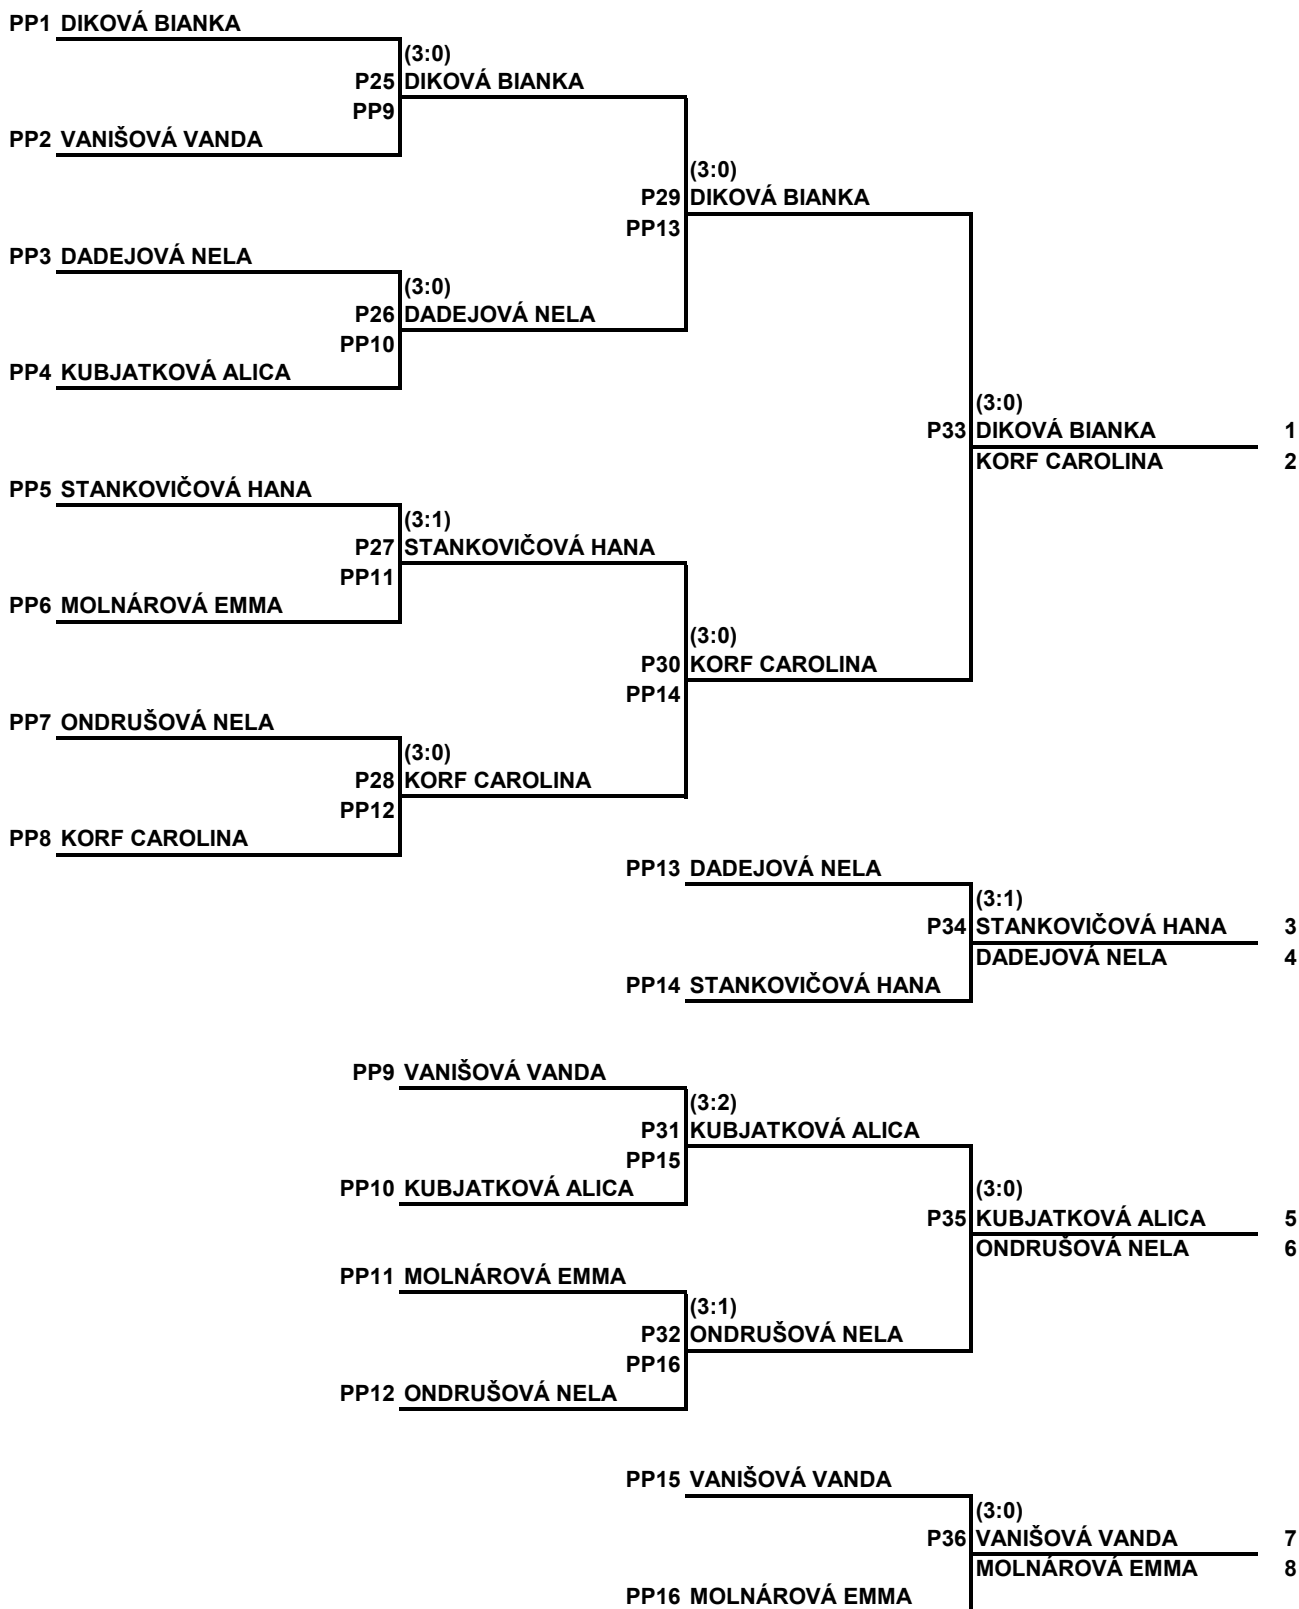 PP1 DIKOVÁ BIANKA
(3:0)
P25 DIKOVÁ BIANKA
PP9
PP2 VANIŠOVÁ VANDA
(3:0)
P29 DIKOVÁ BIANKA
PP13
PP3 DADEJOVÁ NELA
(3:0)
P26 DADEJOVÁ NELA
PP10
PP4 KUBJATKOVÁ ALICA
(3:0)
P33 DIKOVÁ BIANKA 1
KORF CAROLINA 2
PP5 STANKOVIČOVÁ HANA
(3:1)
P27 STANKOVIČOVÁ HANA
PP11
PP6 MOLNÁROVÁ EMMA
(3:0)
P30 KORF CAROLINA
PP14
PP7 ONDRUŠOVÁ NELA
(3:0)
P28 KORF CAROLINA
PP12
PP8 KORF CAROLINA
PP13 DADEJOVÁ NELA
(3:1)
P34 STANKOVIČOVÁ HANA 3
DADEJOVÁ NELA 4
PP14 STANKOVIČOVÁ HANA
PP9 VANIŠOVÁ VANDA
(3:2)
P31 KUBJATKOVÁ ALICA
PP15
PP10 KUBJATKOVÁ ALICA
(3:0)
P35 KUBJATKOVÁ ALICA 5
ONDRUŠOVÁ NELA 6
PP11 MOLNÁROVÁ EMMA
(3:1)
P32 ONDRUŠOVÁ NELA
PP16
PP12 ONDRUŠOVÁ NELA
PP15 VANIŠOVÁ VANDA
(3:0)
P36 VANIŠOVÁ VANDA 7
MOLNÁROVÁ EMMA 8
PP16 MOLNÁROVÁ EMMA